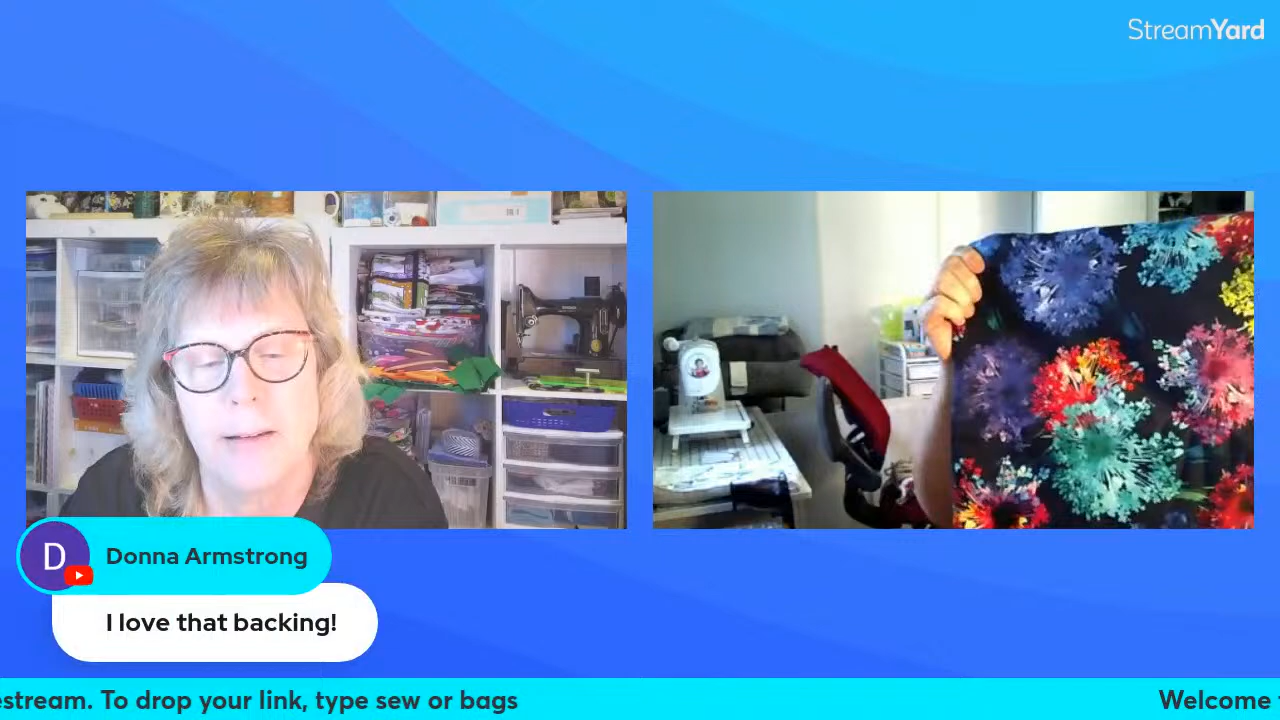 StreamYard
D
Donna Armstrong
I love that backing!
estream. To drop your link, type sew or bags
Welcome